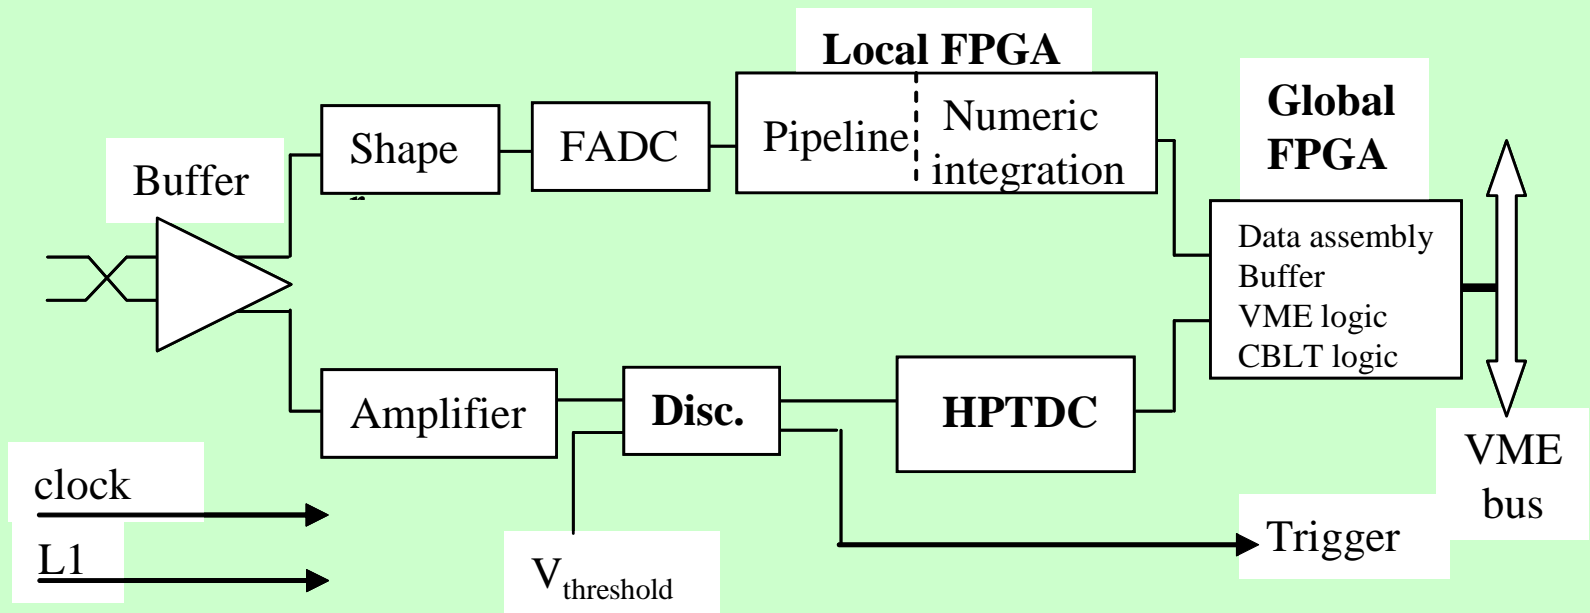 Local FPGA
Global
FPGA
Buffer
Shape
FADC
Pipeline
Numeric
integration
Data assembly
Buffer
VME logic
CBLT logic
Amplifier
Disc.
HPTDC
VME
bus
clock
L1
Vthreshold
Trigger